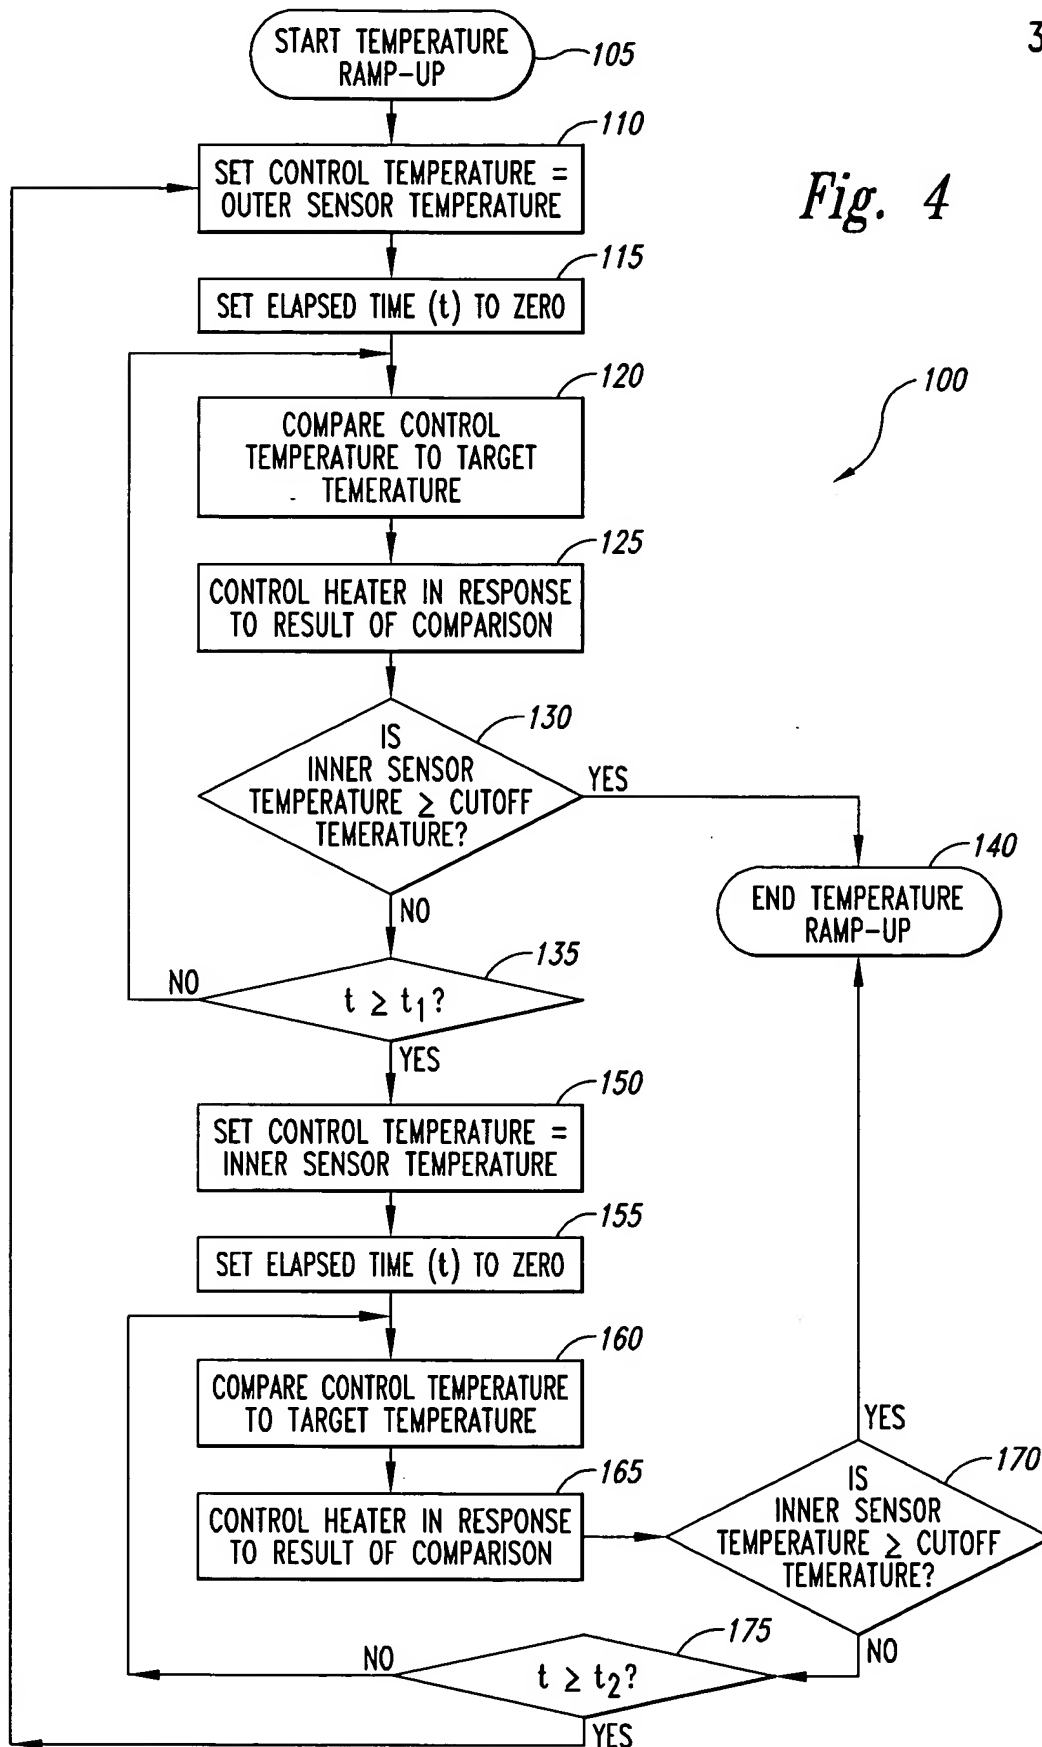 START TEMPERATURE
RAMP-UP
105
3
110
SET CONTROL TEMPERATURE =
OUTER SENSOR TEMPERATURE
Fig. 4
115
SET ELAPSED TIME (t) TO ZERO
120
100
COMPARE CONTROL
TEMPERATURE TO TARGET
TEMERATURE
125
CONTROL HEATER IN RESPONSE
TO RESULT OF COMPARISON
130
IS
INNER SENSOR
TEMPERATURE ≥ CUTOFF
TEMERATURE?
YES
NO
140
END TEMPERATURE
RAMP-UP
135
NO
t ≥ t1?
YES
150
SET CONTROL TEMPERATURE =
INNER SENSOR TEMPERATURE
155
SET ELAPSED TIME (t) TO ZERO
160
COMPARE CONTROL TEMPERATURE
TO TARGET TEMPERATURE
165
CONTROL HEATER IN RESPONSE
TO RESULT OF COMPARISON
YES
170
IS
INNER SENSOR
TEMPERATURE ≥ CUTOFF
TEMERATURE?
NO
175
NO
t ≥ t2?
YES